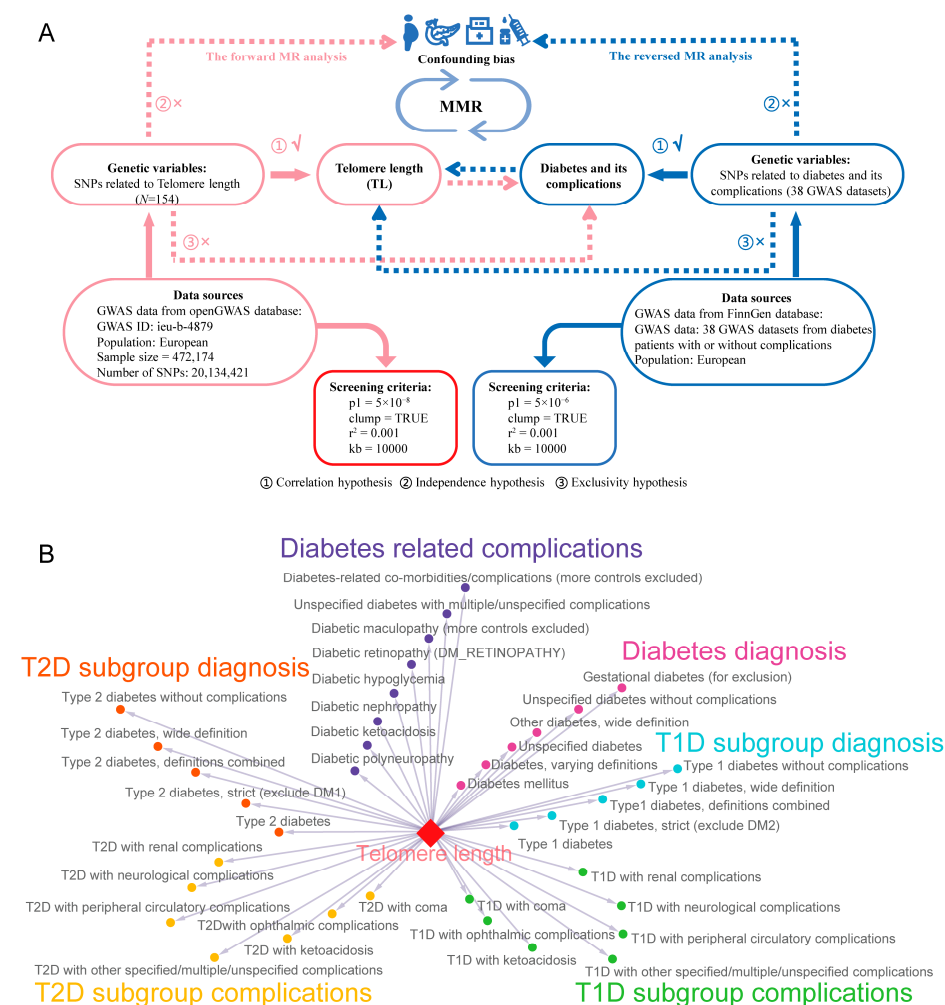 A
The forward MR analysis
Confounding bias
The reversed MR analysis
MMR
②×
②×
①√
①√
Genetic variables:
SNPs related to Telomere length
(N=154)
Telomere length
(TL)
Diabetes and its
complications
Genetic variables:
SNPs related to diabetes and its
complications (38 GWAS datasets)
③×
③×
Data sources
GWAS data from openGWAS database:
GWAS ID: ieu-b-4879
Population: European
Sample size = 472,174
Number of SNPs: 20,134,421
Data sources
GWAS data from FinnGen database:
GWAS data: 38 GWAS datasets from diabetes
patients with or without complications
Population: European
Screening criteria:
p1 = 5×10⁻⁸
clump = TRUE
r² = 0.001
kb = 10000
Screening criteria:
p1 = 5×10⁻⁶
clump = TRUE
r² = 0.001
kb = 10000
① Correlation hypothesis ② Independence hypothesis ③ Exclusivity hypothesis
B
Diabetes related complications
Diabetes-related co-morbidities/complications (more controls excluded)
Unspecified diabetes with multiple/unspecified complications
Diabetic maculopathy (more controls excluded)
Diabetic retinopathy (DM_RETINOPATHY)
Diabetic hypoglycemia
Diabetic nephropathy
Diabetic ketoacidosis
Diabetic polyneuropathy
Diabetes diagnosis
Gestational diabetes (for exclusion)
Unspecified diabetes without complications
Other diabetes, wide definition
Unspecified diabetes
Diabetes, varying definitions
Diabetes mellitus
T2D subgroup diagnosis
Type 2 diabetes without complications
Type 2 diabetes, wide definition
Type 2 diabetes, definitions combined
Type 2 diabetes, strict (exclude DM1)
Type 2 diabetes
T1D subgroup diagnosis
Type 1 diabetes without complications
Type 1 diabetes, wide definition
Type1 diabetes, definitions combined
Type 1 diabetes, strict (exclude DM2)
Type 1 diabetes
Telomere length
T2D with renal complications
T2D with neurological complications
T2D with peripheral circulatory complications
T2D with coma
T2Dwith ophthalmic complications
T2D with ketoacidosis
T2D with other specified/multiple/unspecified complications
T2D subgroup complications
T1D with renal complications
T1D with coma
T1D with neurological complications
T1D with ophthalmic complications
T1D with peripheral circulatory complications
T1D with ketoacidosis
T1D with other specified/multiple/unspecified complications
T1D subgroup complications